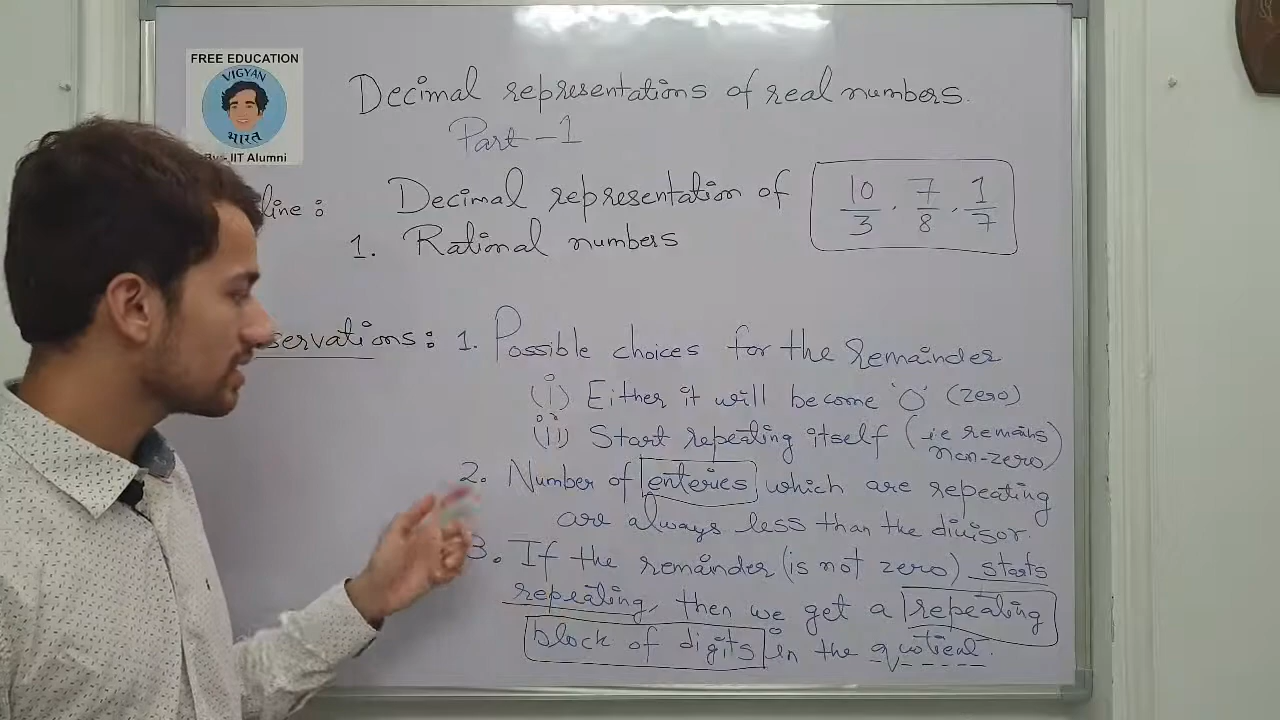 FREE EDUCATION
VIGYAN
भारत
By:- IIT Alumni
Decimal representations of real numbers.
Part-1
line :
Decimal representation of
10/3 , 7/8 , 1/7
1. Rational numbers
servations :
1. Possible choices for the remainder
(i) Either it will become '0' (zero)
(ii) Start repeating itself (ie remains non-zero)
2. Number of enteries which are repeating
are always less than the divisor.
3. If the remainder (is not zero) starts
repeating, then we get a repeating
block of digits in the quotient.